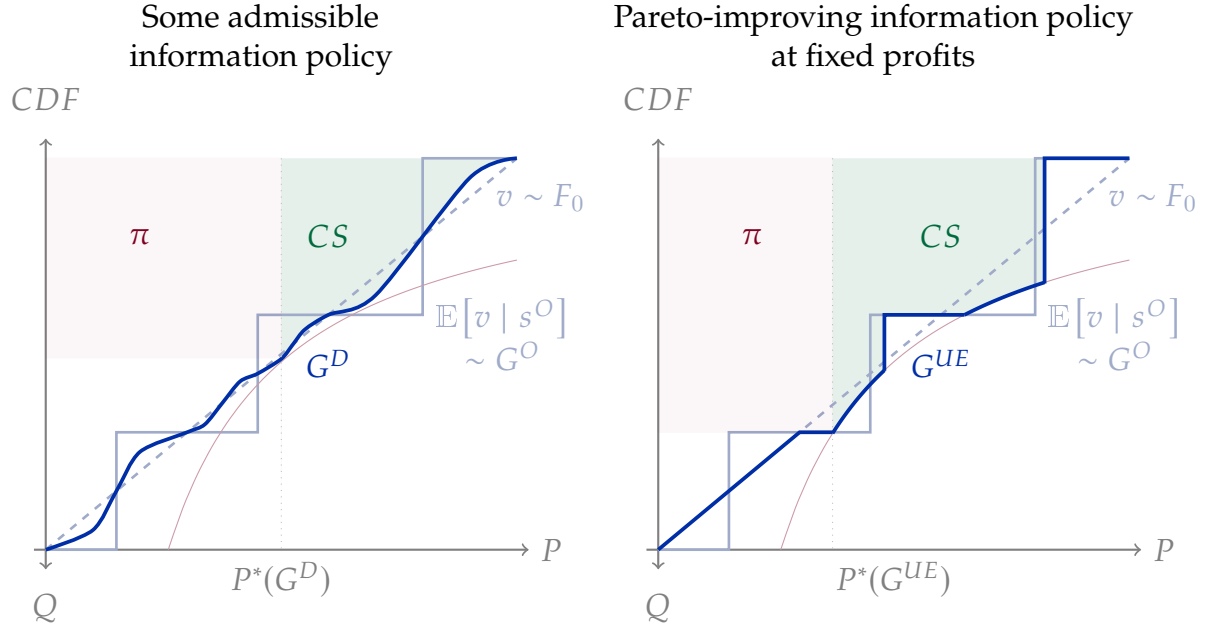 Some admissible
information policy
CDF
π
CS
v ∼ F₀
𝔼[v | s^O]
∼ G^O
G^D
P
P*(G^D)
Q
Pareto-improving information policy
at fixed profits
CDF
π
CS
v ∼ F₀
𝔼[v | s^O]
∼ G^O
G^{UE}
P
P*(G^{UE})
Q